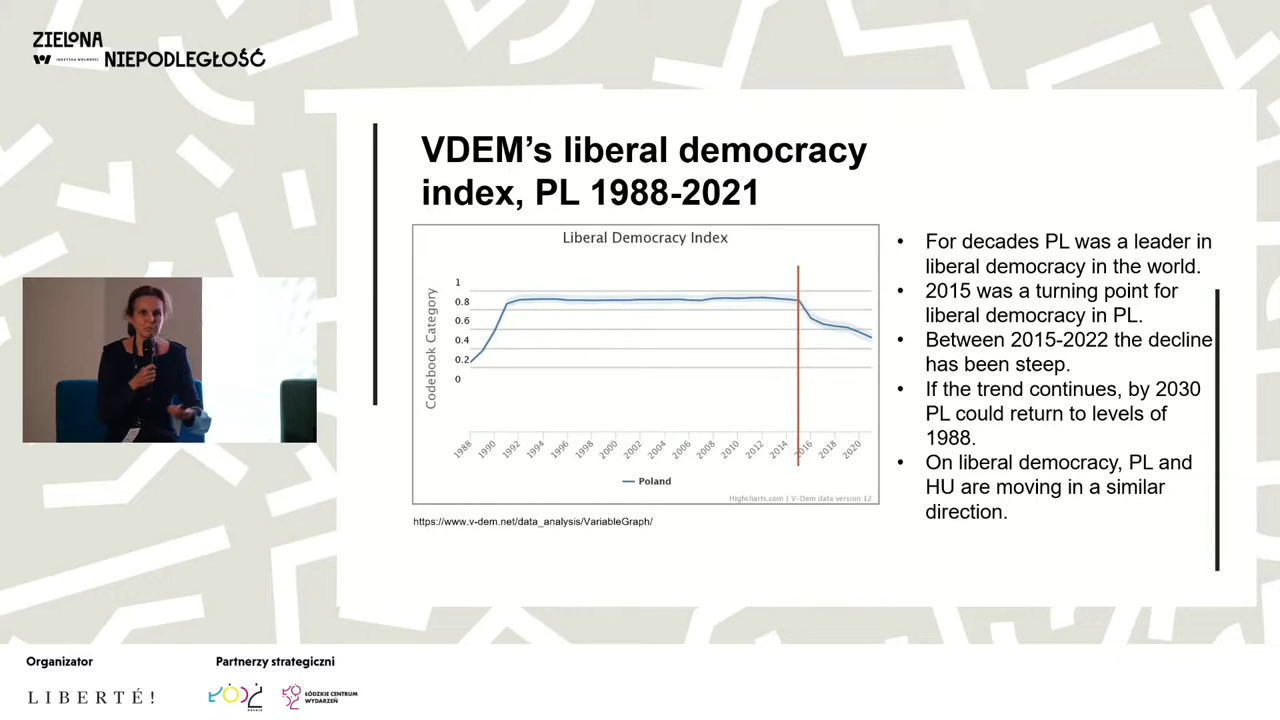 ZIELONA
IGRZYSKA WOLNOŚCI
NIEPODLEGŁOŚĆ
VDEM’s liberal democracy
index, PL 1988-2021
Liberal Democracy Index
Codebook Category
1
0.8
0.6
0.4
0.2
0
1988
1990
1992
1994
1996
1998
2000
2002
2004
2006
2008
2010
2012
2014
2016
2018
2020
Poland
Highcharts.com | V-Dem data version 12
https://www.v-dem.net/data_analysis/VariableGraph/
• For decades PL was a leader in
liberal democracy in the world.
• 2015 was a turning point for
liberal democracy in PL.
• Between 2015-2022 the decline
has been steep.
• If the trend continues, by 2030
PL could return to levels of
1988.
• On liberal democracy, PL and
HU are moving in a similar
direction.
Organizator
Partnerzy strategiczni
LIBERTÉ!
ŁÓDZKIE CENTRUM
WYDARZEŃ